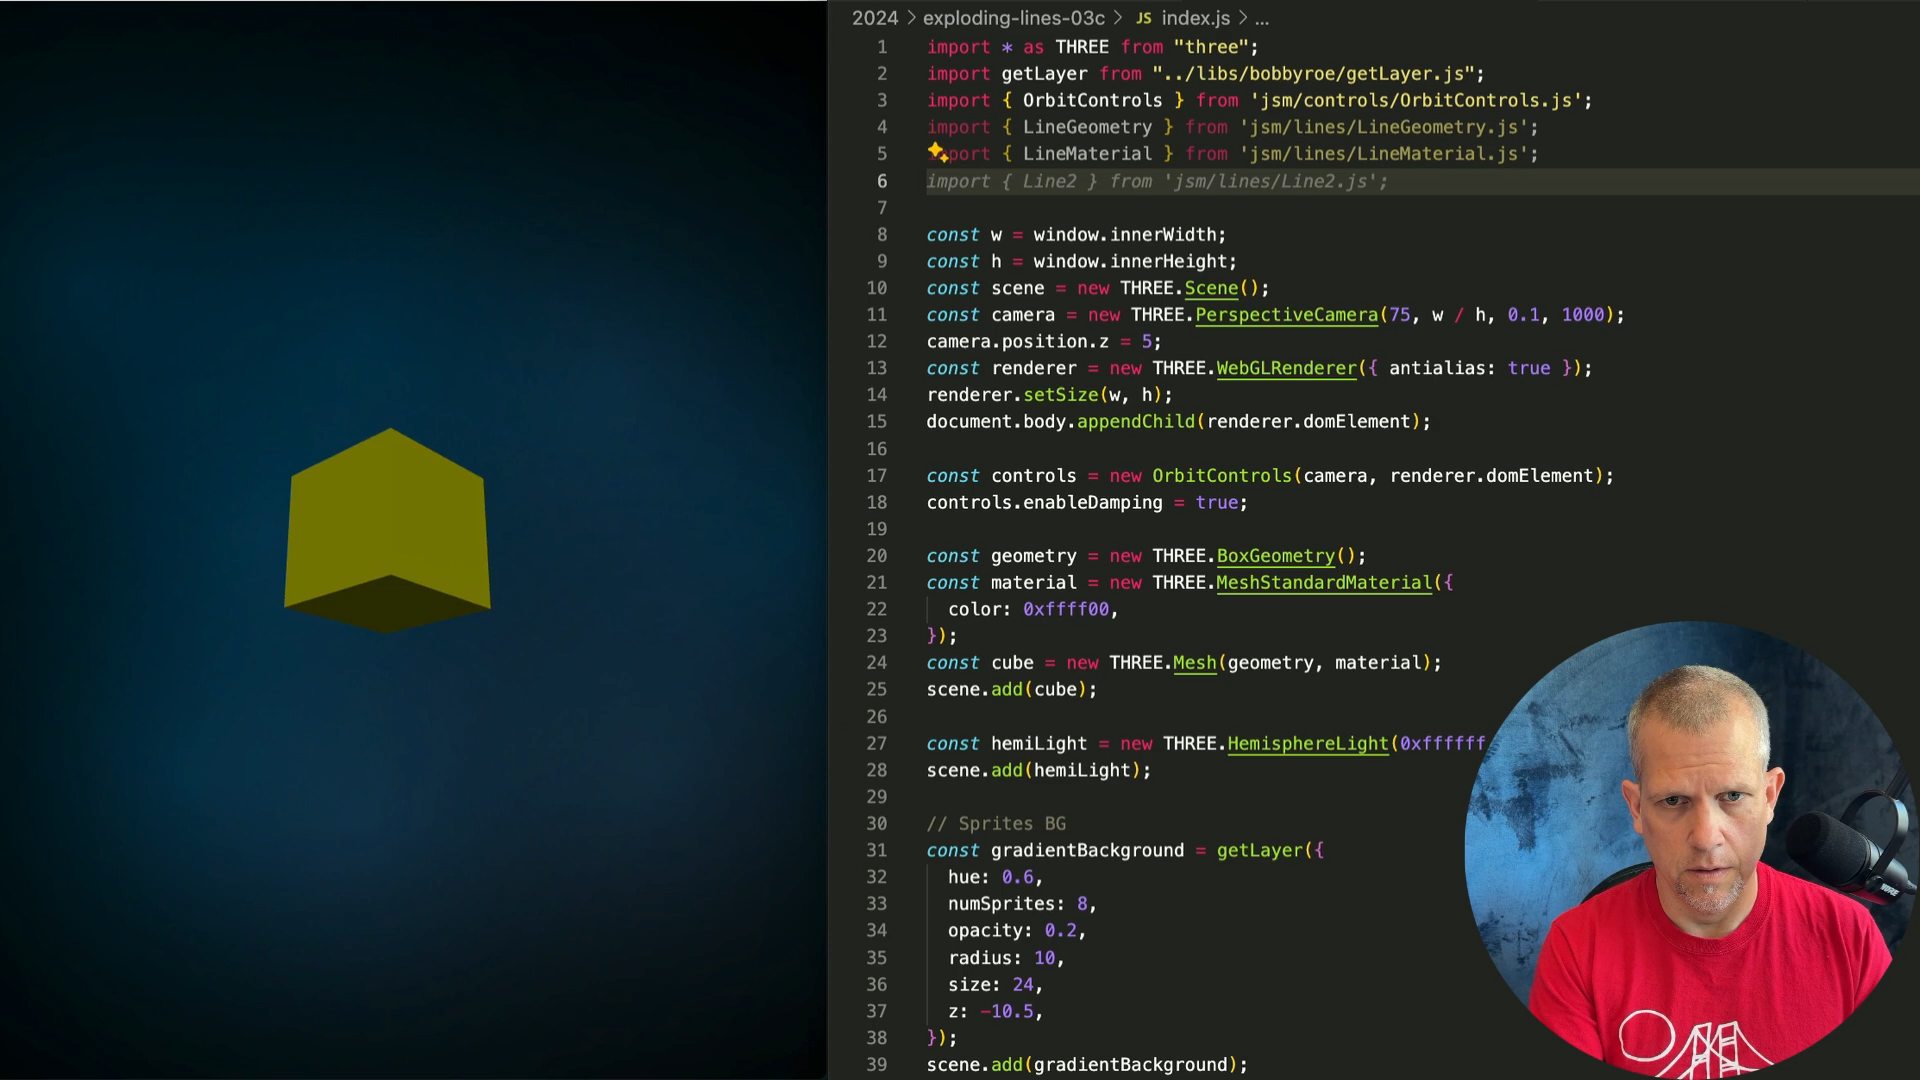 2024 > exploding-lines-03c > JS index.js > ...
1 import * as THREE from "three";
2 import getLayer from "../libs/bobbyroe/getLayer.js";
3 import { OrbitControls } from 'jsm/controls/OrbitControls.js';
4 import { LineGeometry } from 'jsm/lines/LineGeometry.js';
5 import { LineMaterial } from 'jsm/lines/LineMaterial.js';
6 import { Line2 } from 'jsm/lines/Line2.js';
7
8 const w = window.innerWidth;
9 const h = window.innerHeight;
10 const scene = new THREE.Scene();
11 const camera = new THREE.PerspectiveCamera(75, w / h, 0.1, 1000);
12 camera.position.z = 5;
13 const renderer = new THREE.WebGLRenderer({ antialias: true });
14 renderer.setSize(w, h);
15 document.body.appendChild(renderer.domElement);
16
17 const controls = new OrbitControls(camera, renderer.domElement);
18 controls.enableDamping = true;
19
20 const geometry = new THREE.BoxGeometry();
21 const material = new THREE.MeshStandardMaterial({
22 color: 0xffff00,
23 });
24 const cube = new THREE.Mesh(geometry, material);
25 scene.add(cube);
26
27 const hemiLight = new THREE.HemisphereLight(0xffffff
28 scene.add(hemiLight);
29
30 // Sprites BG
31 const gradientBackground = getLayer({
32 hue: 0.6,
33 numSprites: 8,
34 opacity: 0.2,
35 radius: 10,
36 size: 24,
37 z: -10.5,
38 });
39 scene.add(gradientBackground);